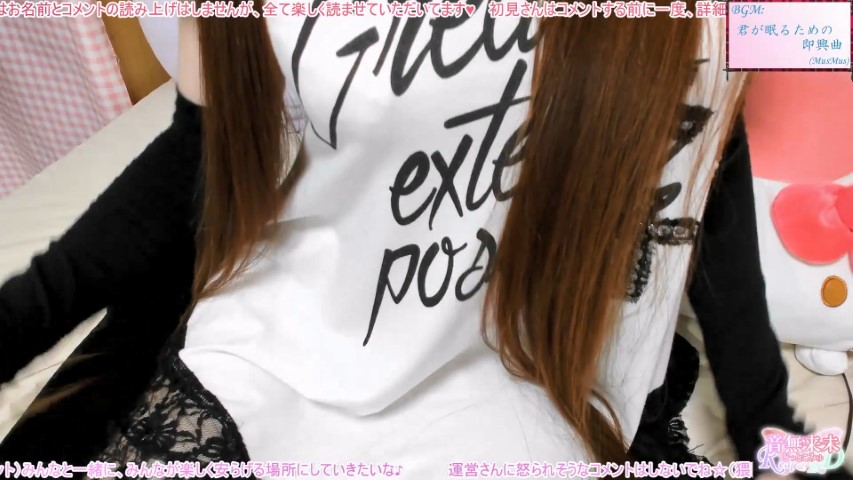 はお名前とコメントの読み上げはしませんが、全て楽しく読ませていただいてます♥ 初見さんはコメントする前に一度、詳細
BGM:
君が眠るための
即興曲
(MusMus)
Great
exte
pos
ット)みんなと一緒に、みんなが楽しく安らげる場所にしていきたいな♪ 運営さんに怒られそうなコメントはしないでね☆(猥
音無来未